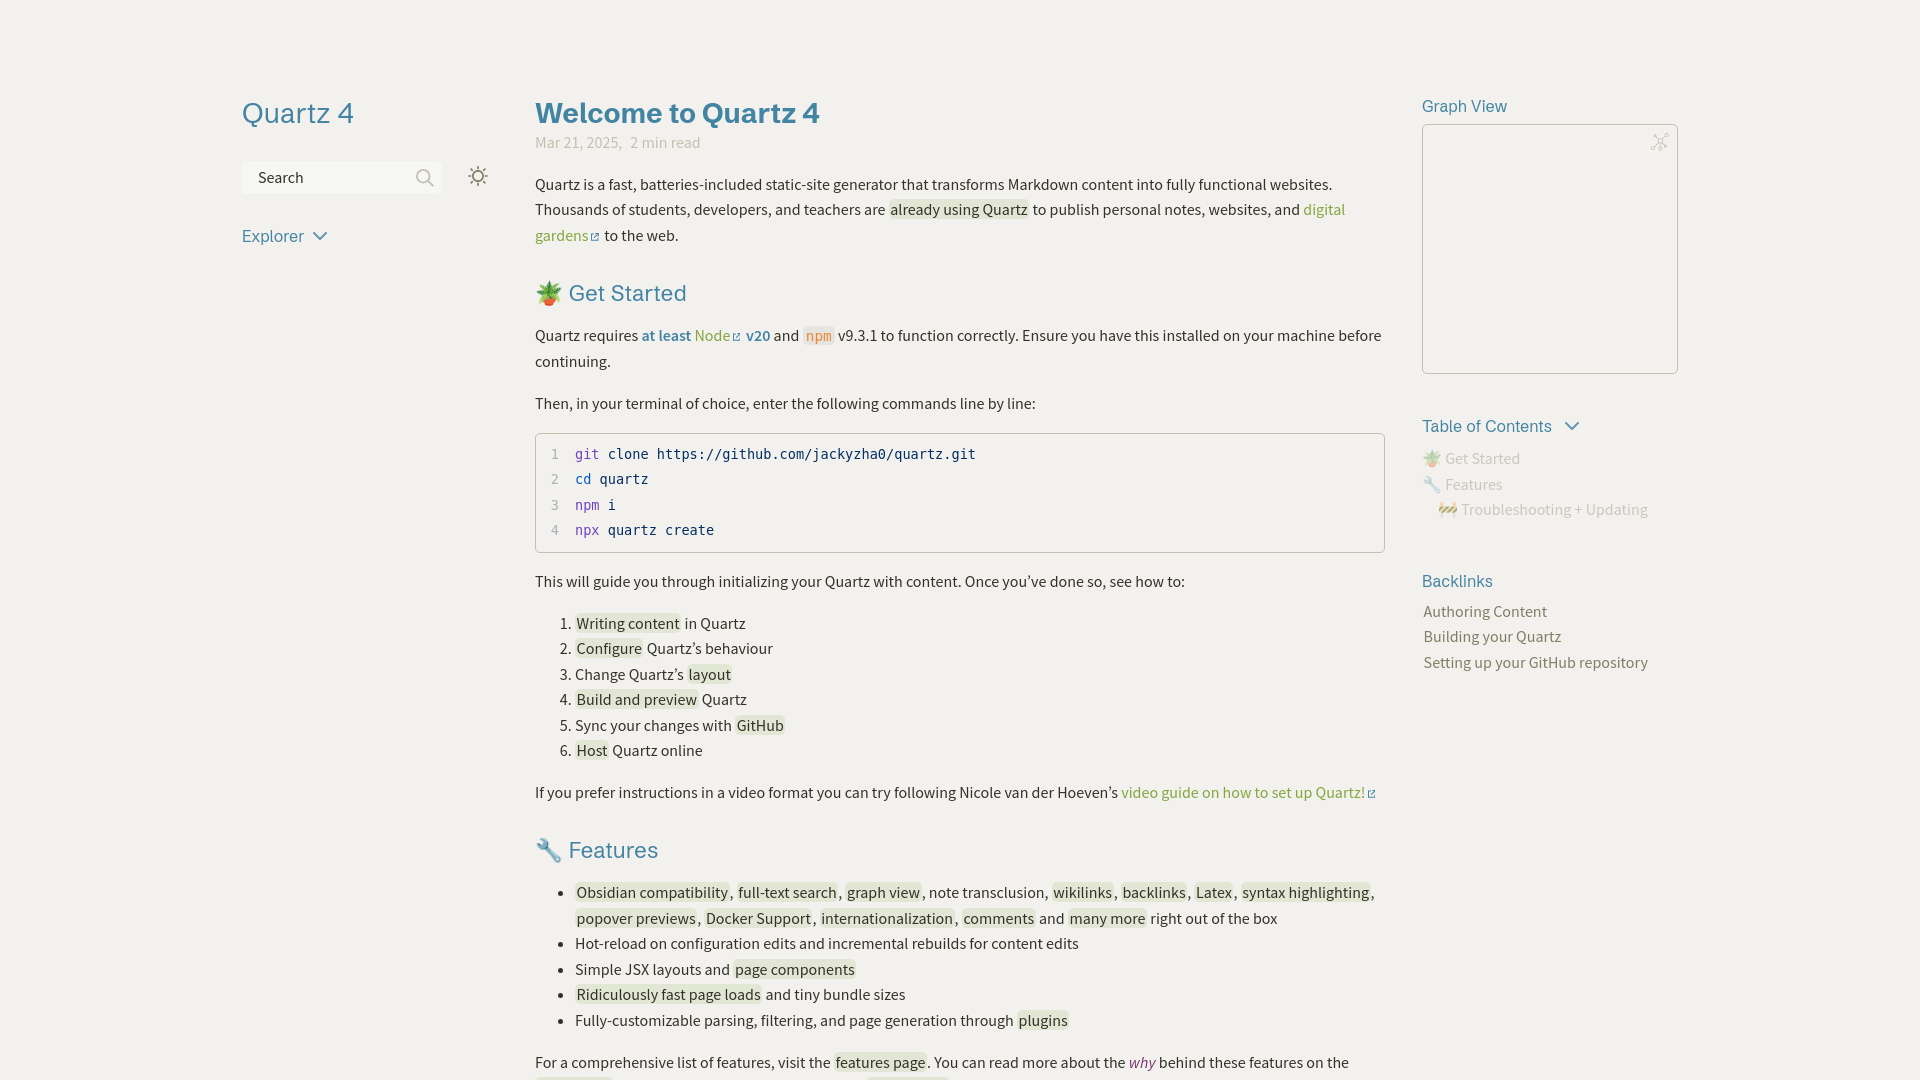 Quartz 4
Search
Explorer
Welcome to Quartz 4
Mar 21, 2025, 2 min read
Quartz is a fast, batteries-included static-site generator that transforms Markdown content into fully functional websites.
Thousands of students, developers, and teachers are already using Quartz to publish personal notes, websites, and digital
gardens to the web.
🪴 Get Started
Quartz requires at least Node v20 and npm v9.3.1 to function correctly. Ensure you have this installed on your machine before
continuing.
Then, in your terminal of choice, enter the following commands line by line:
1 git clone https://github.com/jackyzha0/quartz.git
2 cd quartz
3 npm i
4 npx quartz create
This will guide you through initializing your Quartz with content. Once you’ve done so, see how to:
1. Writing content in Quartz
2. Configure Quartz’s behaviour
3. Change Quartz’s layout
4. Build and preview Quartz
5. Sync your changes with GitHub
6. Host Quartz online
If you prefer instructions in a video format you can try following Nicole van der Hoeven’s video guide on how to set up Quartz!
🔧 Features
• Obsidian compatibility, full-text search, graph view, note transclusion, wikilinks, backlinks, Latex, syntax highlighting,
popover previews, Docker Support, internationalization, comments and many more right out of the box
• Hot-reload on configuration edits and incremental rebuilds for content edits
• Simple JSX layouts and page components
• Ridiculously fast page loads and tiny bundle sizes
• Fully-customizable parsing, filtering, and page generation through plugins
For a comprehensive list of features, visit the features page. You can read more about the why behind these features on the
Graph View
Table of Contents
🪴 Get Started
🔧 Features
🚧 Troubleshooting + Updating
Backlinks
Authoring Content
Building your Quartz
Setting up your GitHub repository